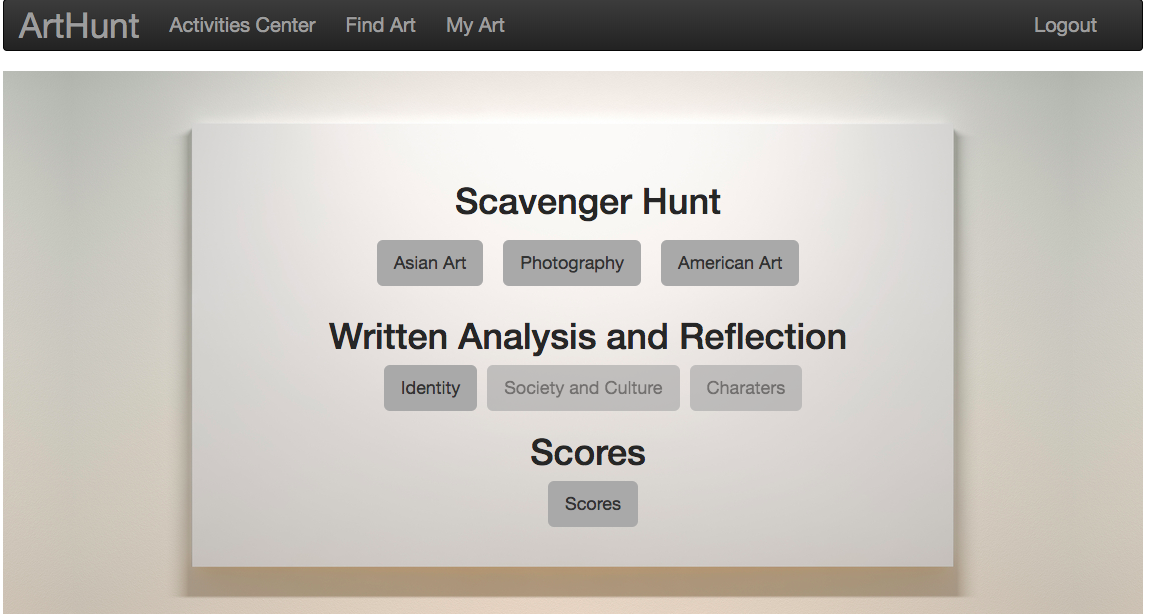 ArtHunt Activities Center Find Art My Art Logout
Scavenger Hunt
Asian Art Photography American Art
Written Analysis and Reflection
Identity Society and Culture Charaters
Scores
Scores